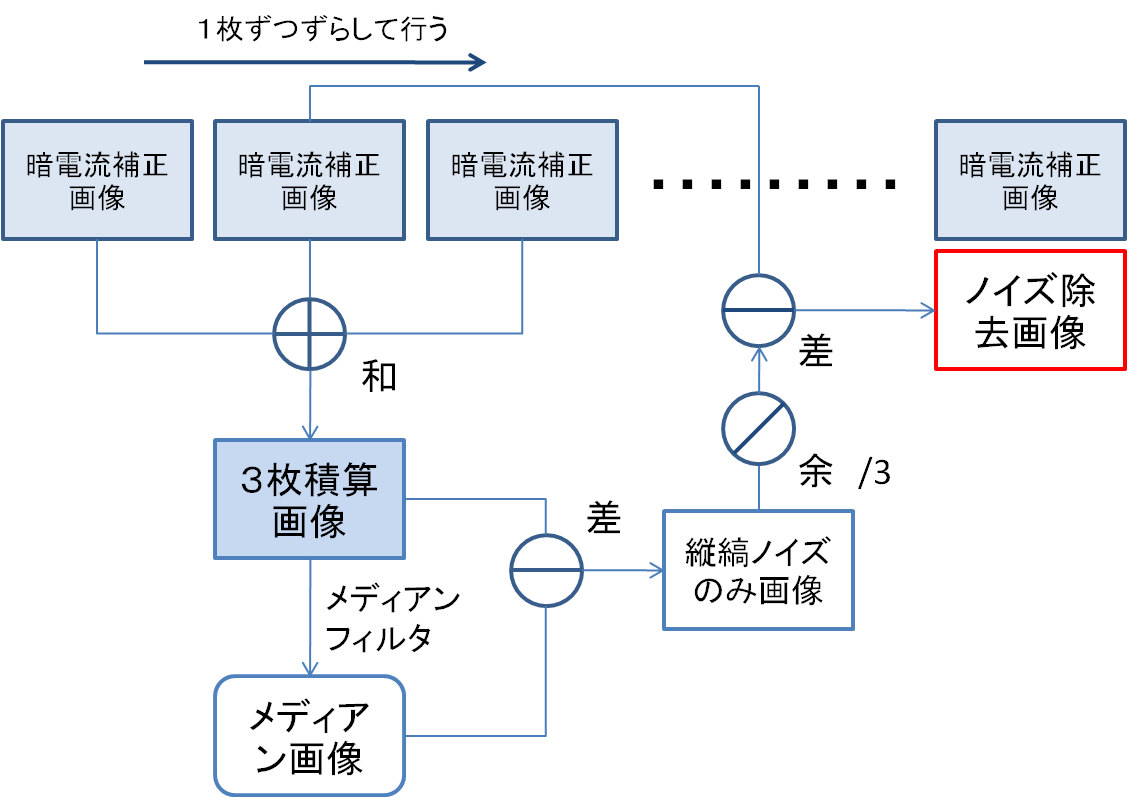 １枚ずつずらして行う
暗電流補正
画像
暗電流補正
画像
暗電流補正
画像
暗電流補正
画像
ノイズ除
去画像
差
和
余 /3
３枚積算
画像
差
縦縞ノイズ
のみ画像
メディアン
フィルタ
メディア
ン画像